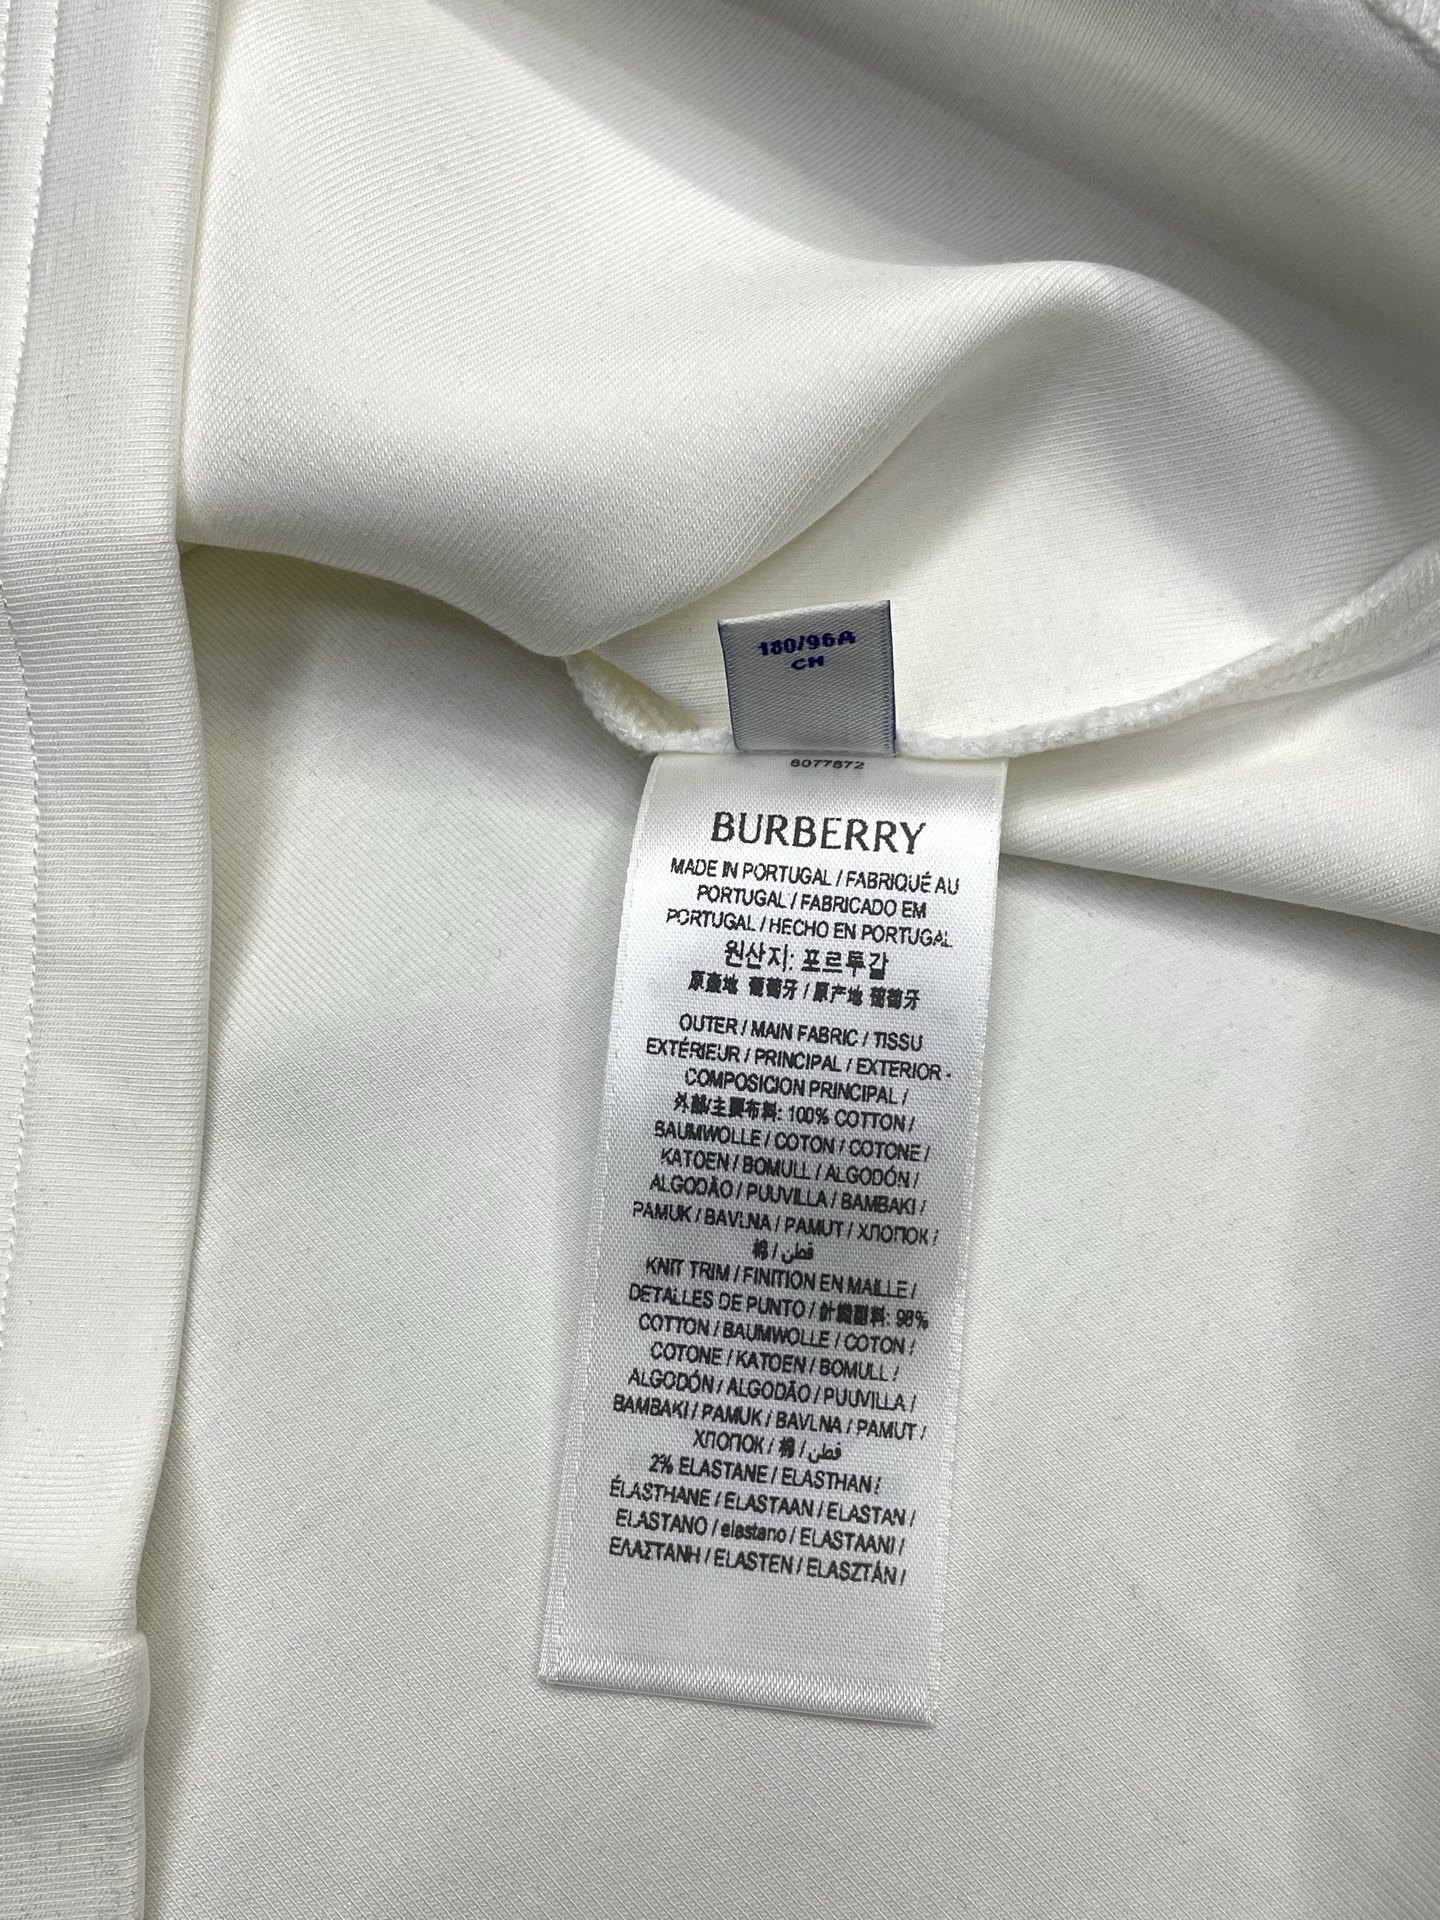 180/96A
CM
8077872
BURBERRY
MADE IN PORTUGAL / FABRIQUÉ AU
PORTUGAL / FABRICADO EM
PORTUGAL / HECHO EN PORTUGAL
원산지: 포르투갈
原產地 葡萄牙 / 原产地 葡萄牙
OUTER / MAIN FABRIC / TISSU
EXTÉRIEUR / PRINCIPAL / EXTERIOR -
COMPOSICION PRINCIPAL /
外部/主要布料: 100% COTTON /
BAUMWOLLE / COTON / COTONE /
KATOEN / BOMULL / ALGODÓN /
ALGODÃO / PUUVILLA / BAMBAKI /
PAMUK / BAVLNA / PAMUT / ХЛОПОК /
棉 / قطن
KNIT TRIM / FINITION EN MAILLE /
DETALLES DE PUNTO / 針織副料: 98%
COTTON / BAUMWOLLE / COTON /
COTONE / KATOEN / BOMULL /
ALGODÓN / ALGODÃO / PUUVILLA /
BAMBAKI / PAMUK / BAVLNA / PAMUT /
ХЛОПОК / 棉 / قطن
2% ELASTANE / ELASTHAN /
ÉLASTHANE / ELASTAAN / ELASTAN /
ELASTANO / elastano / ELASTAANI /
ΕΛΑΣΤΑΝΗ / ELASTEN / ELASZTÁN /